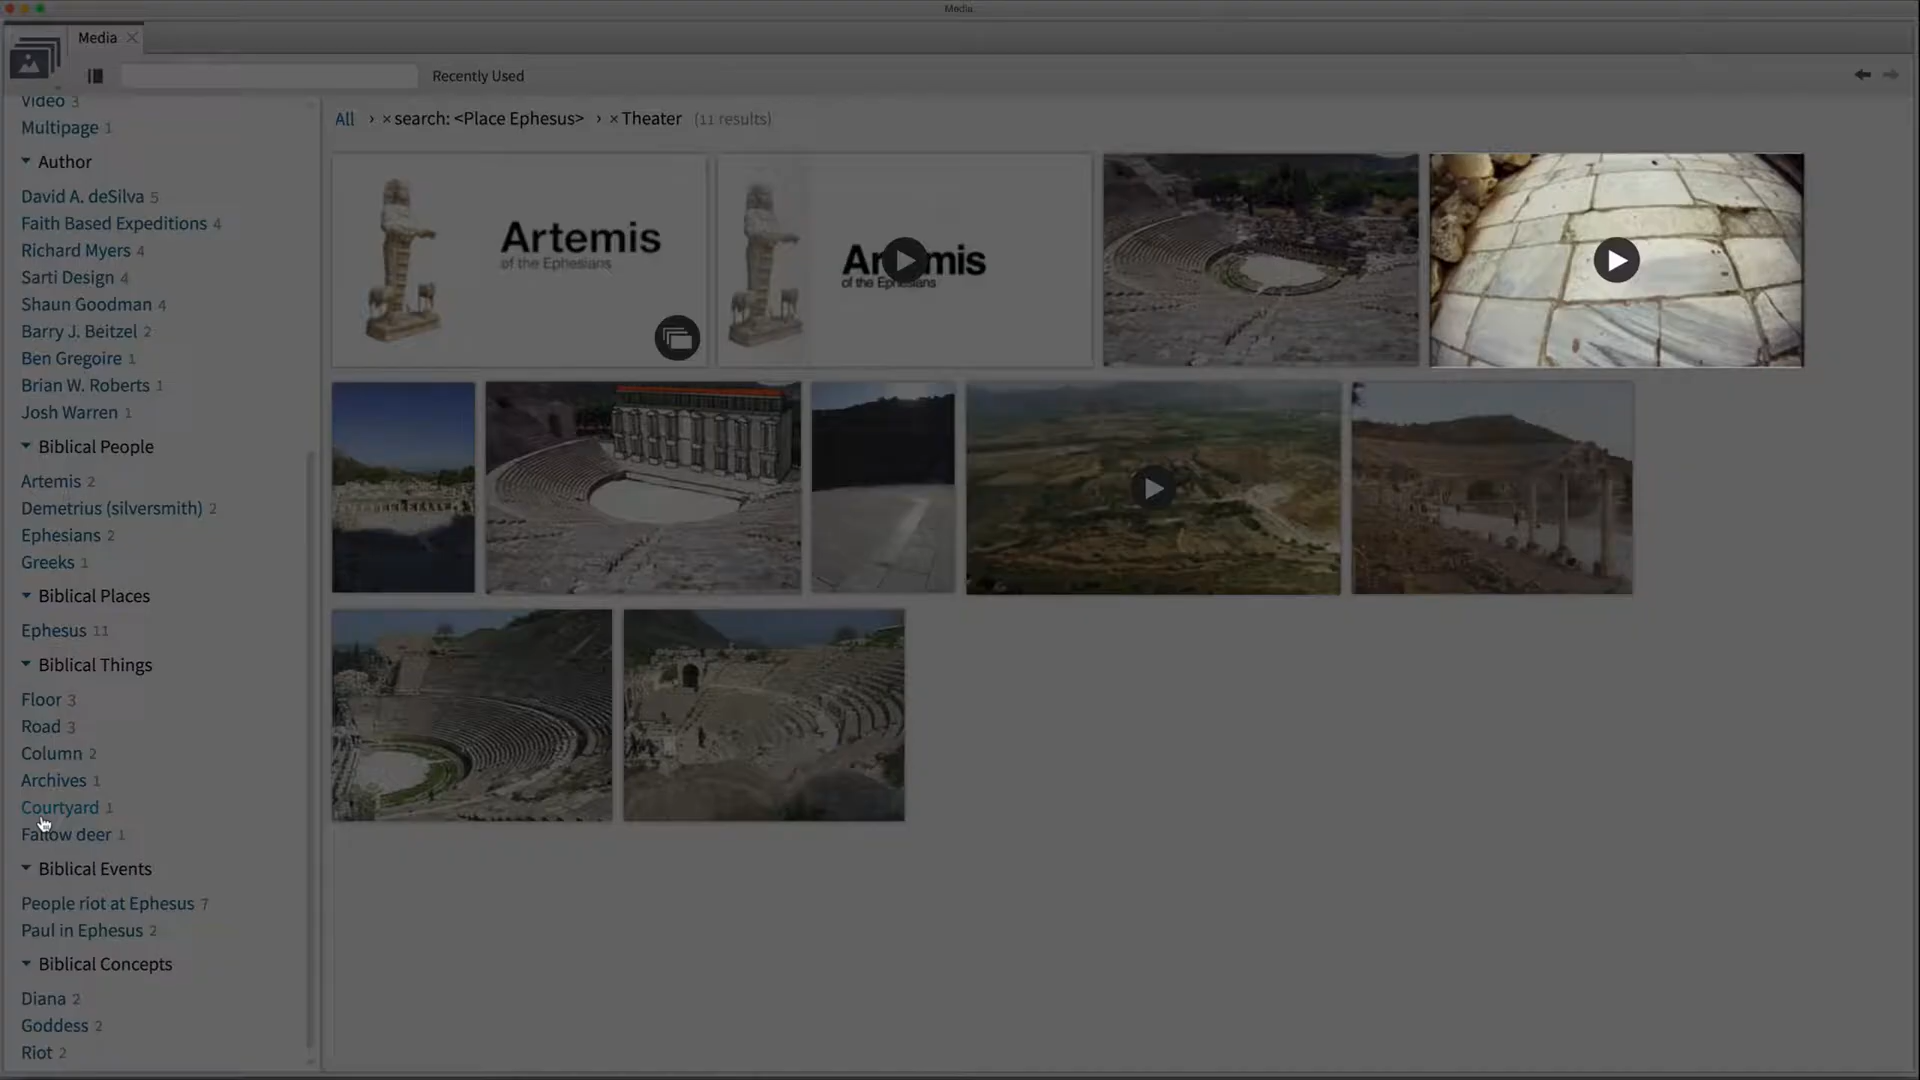 Media
Media
Recently Used
Video 3
Multipage 1
Author
David A. deSilva 5
Faith Based Expeditions 4
Richard Myers 4
Sarti Design 4
Shaun Goodman 4
Barry J. Beitzel 2
Ben Gregoire 1
Brian W. Roberts 1
Josh Warren 1
Biblical People
Artemis 2
Demetrius (silversmith) 2
Ephesians 2
Greeks 1
Biblical Places
Ephesus 11
Biblical Things
Floor 3
Road 3
Column 2
Archives 1
Courtyard 1
Fallow deer 1
Biblical Events
People riot at Ephesus 7
Paul in Ephesus 2
Biblical Concepts
Diana 2
Goddess 2
Riot 2
All › × search: <Place Ephesus> › × Theater (11 results)
Artemis
of the Ephesians
Artemis
of the Ephesians